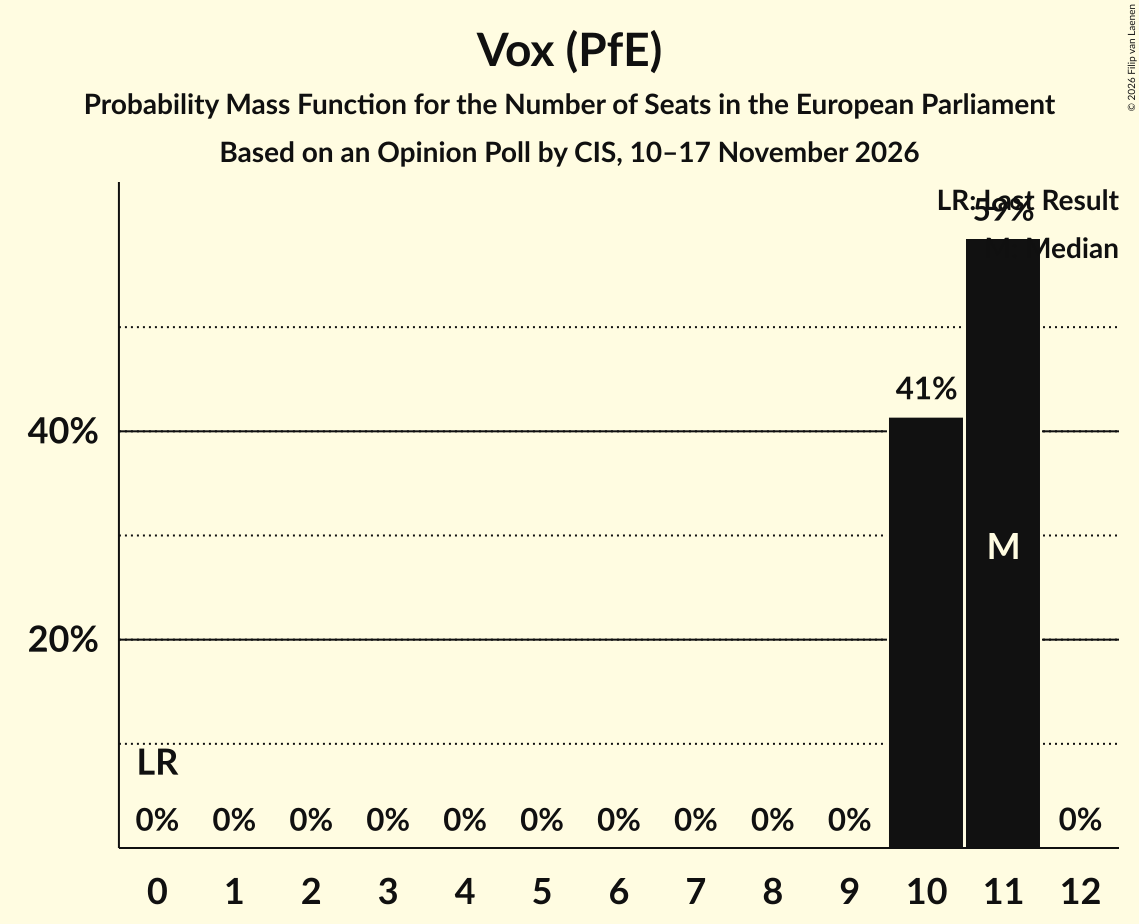 Vox (PfE)
Probability Mass Function for the Number of Seats in the European Parliament
Based on an Opinion Poll by CIS, 10–17 November 2026
© 2026 Filip van Laenen
LR: Last Result
59%
M: Median
41%
40%
M
20%
LR
0% 0% 0% 0% 0% 0% 0% 0% 0% 0% 0%
0 1 2 3 4 5 6 7 8 9 10 11 12